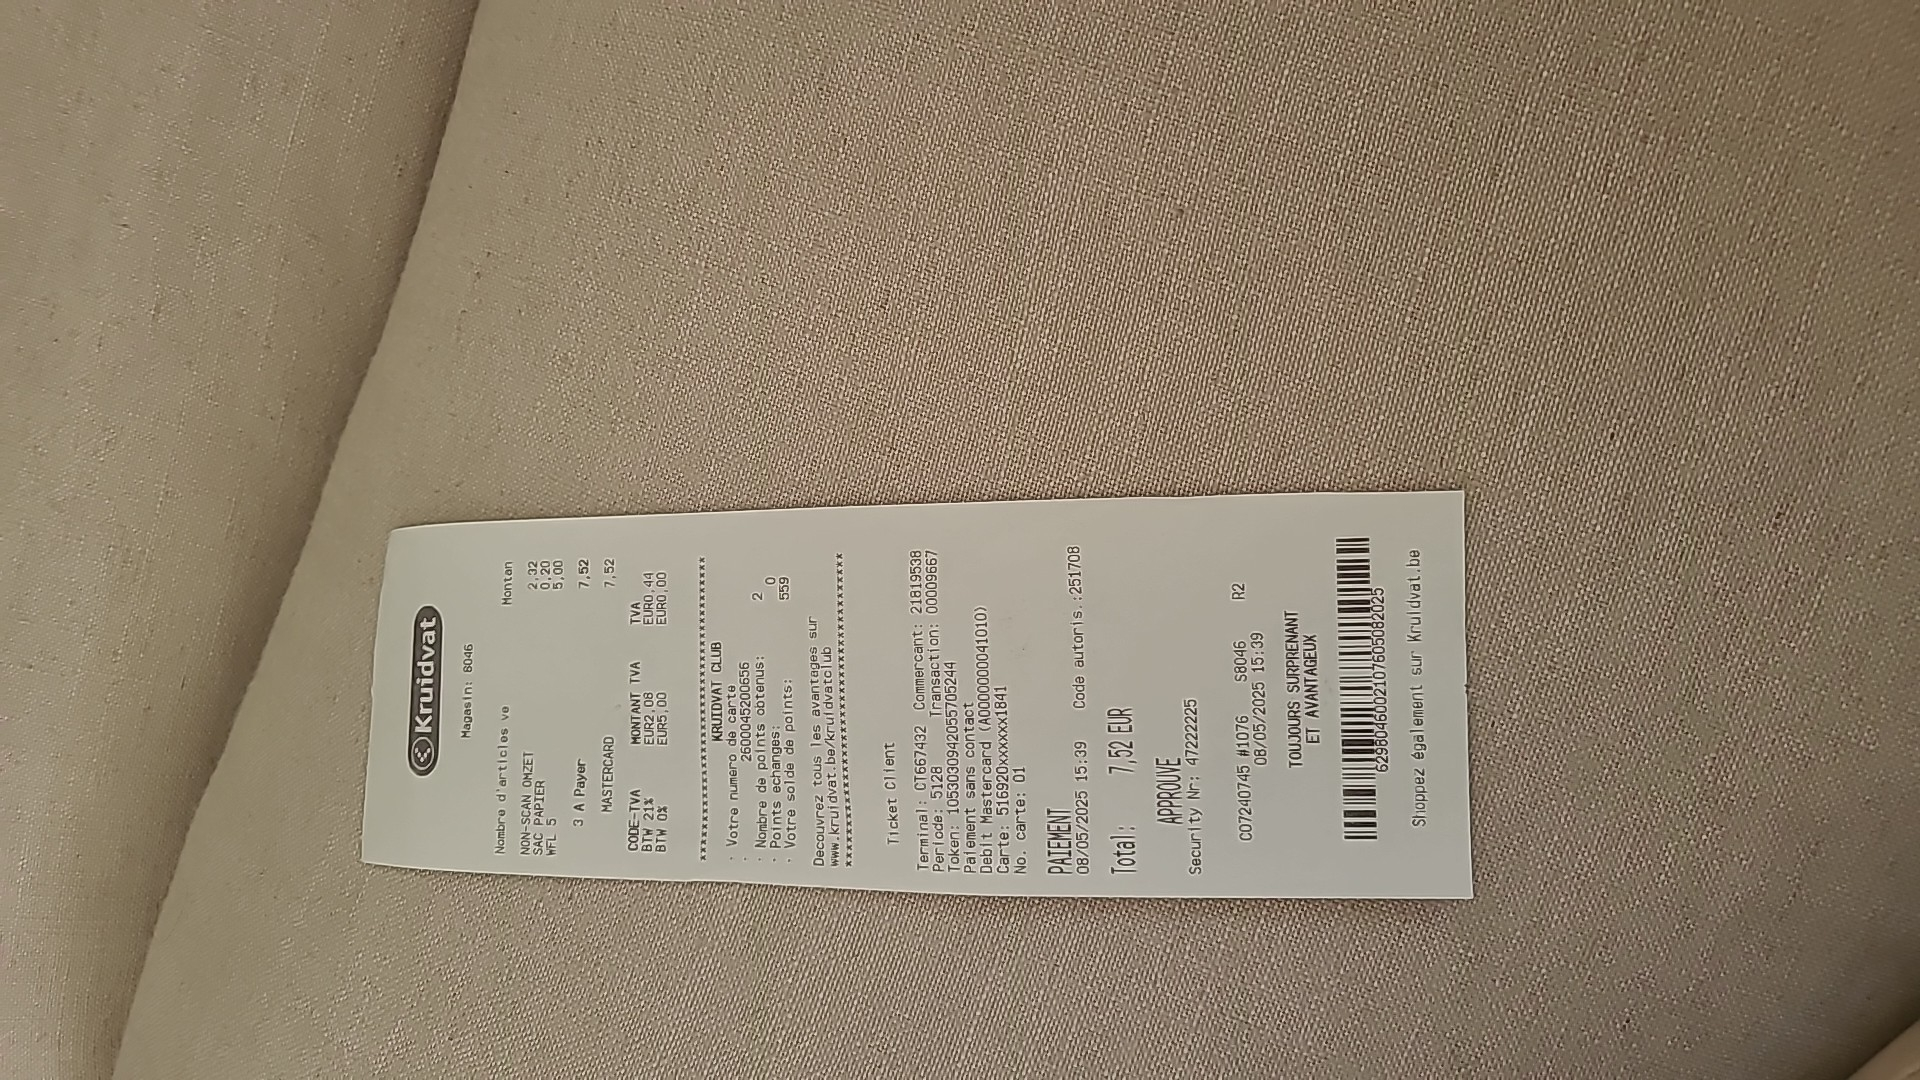 Kruidvat
Magasin: 8046
Nombre d'articles ve Montan
NON-SCAN OMZET 2,32
SAC PAPIER 0,20
WFL 5 5,00
3 A Payer 7,52
MASTERCARD 7,52
CODE-TVA MONTANT TVA TVA
BTW 21% EUR2,08 EUR0,44
BTW 0% EUR5,00 EUR0,00
****************************************
KRUIDVAT CLUB
· Votre numero de carte
· 2600045200656
· Nombre de points obtenus: 2
· Points echanges: 0
· Votre solde de points: 559
Decouvrez tous les avantages sur
www.kruidvat.be/kruidvatclub
****************************************
Ticket Client
Terminal: CT667432 Commercant: 21819538
Periode: 5128 Transaction: 00009667
Token: 1053030942055705244
Paiement sans contact
Debit Mastercard (A0000000041010)
Carte: 516920xxxxxxx1841
No. carte: 01
PAIEMENT
08/05/2025 15:39 Code autoris.:251708
Total: 7,52 EUR
APPROUVE
Security Nr: 47222225
C07240745 #1076 S8046 R2
08/05/2025 15:39
TOUJOURS SURPRENANT
ET AVANTAGEUX
6298046002107605082025
Shoppez également sur Kruidvat.be